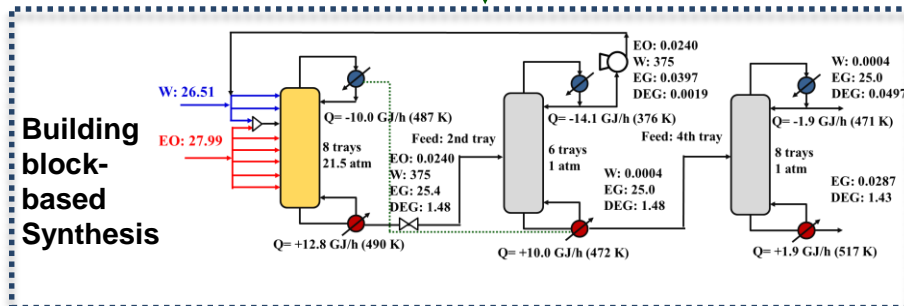 Building
block-
based
Synthesis
W: 26.51
EO: 27.99
8 trays
21.5 atm
Q= -10.0 GJ/h (487 K)
Q= +12.8 GJ/h (490 K)
Feed: 2nd tray
EO: 0.0240
W: 375
EG: 25.4
DEG: 1.48
6 trays
1 atm
Q= -14.1 GJ/h (376 K)
EO: 0.0240
W: 375
EG: 0.0397
DEG: 0.0019
Q= +10.0 GJ/h (472 K)
Feed: 4th tray
W: 0.0004
EG: 25.0
DEG: 1.48
8 trays
1 atm
W: 0.0004
EG: 25.0
DEG: 0.0497
Q= -1.9 GJ/h (471 K)
EG: 0.0287
DEG: 1.43
Q= +1.9 GJ/h (517 K)